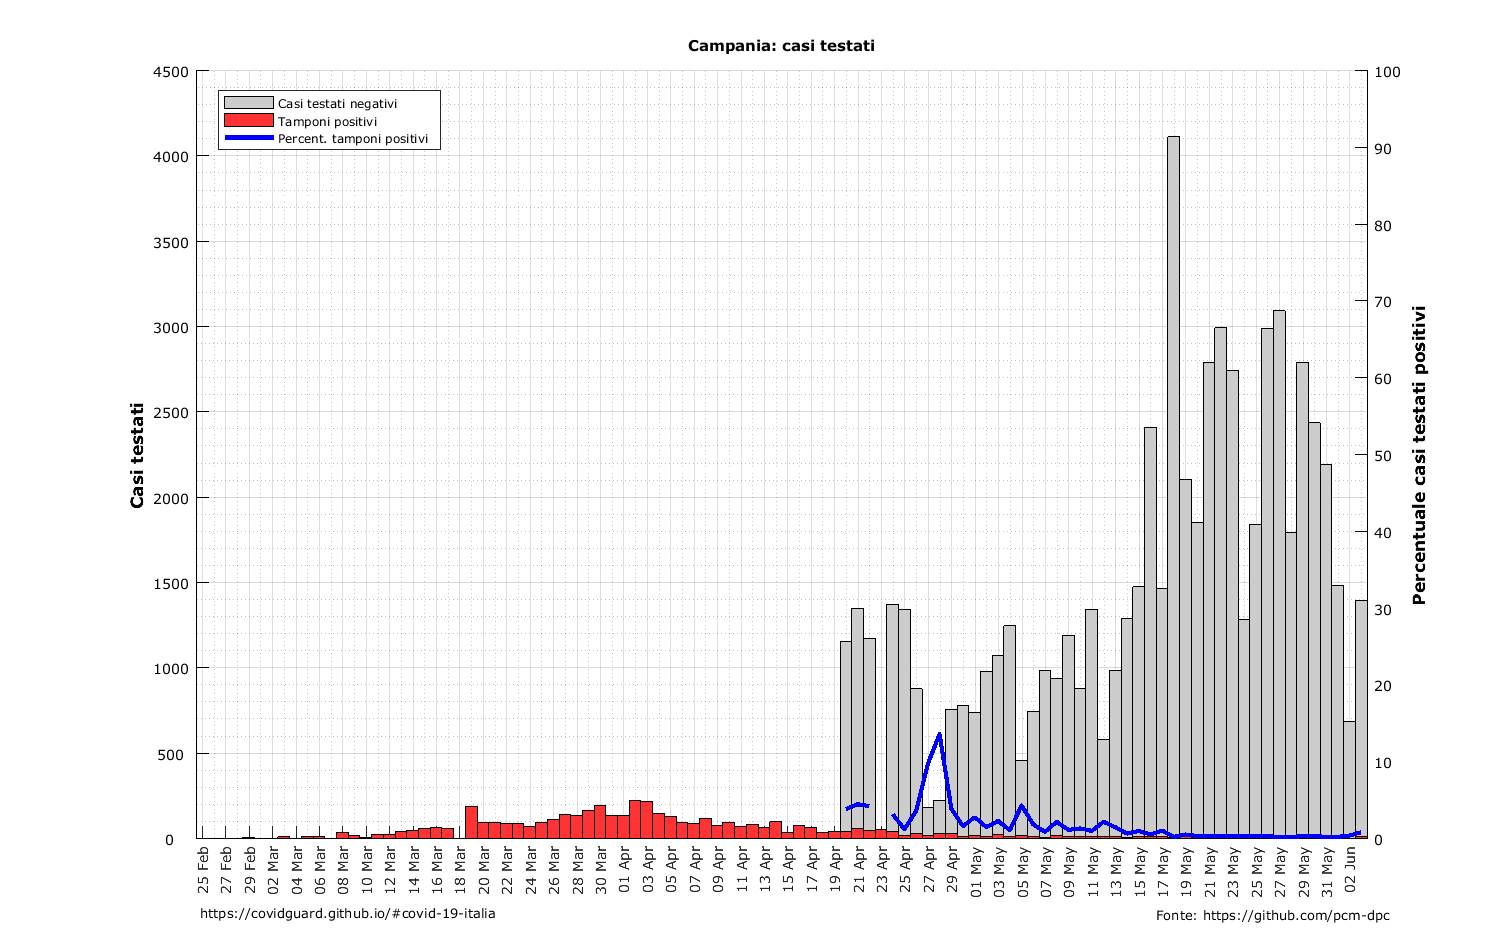 Campania: casi testati
Casi testati negativi
Tamponi positivi
Percent. tamponi positivi
Casi testati
4500
4000
3500
3000
2500
2000
1500
1000
500
0
100
90
80
70
60
50
40
30
20
10
0
Percentuale casi testati positivi
25 Feb
27 Feb
29 Feb
02 Mar
04 Mar
06 Mar
08 Mar
10 Mar
12 Mar
14 Mar
16 Mar
18 Mar
20 Mar
22 Mar
24 Mar
26 Mar
28 Mar
30 Mar
01 Apr
03 Apr
05 Apr
07 Apr
09 Apr
11 Apr
13 Apr
15 Apr
17 Apr
19 Apr
21 Apr
23 Apr
25 Apr
27 Apr
29 Apr
01 May
03 May
05 May
07 May
09 May
11 May
13 May
15 May
17 May
19 May
21 May
23 May
25 May
27 May
29 May
31 May
02 Jun
https://covidguard.github.io/#covid-19-italia
Fonte: https://github.com/pcm-dpc